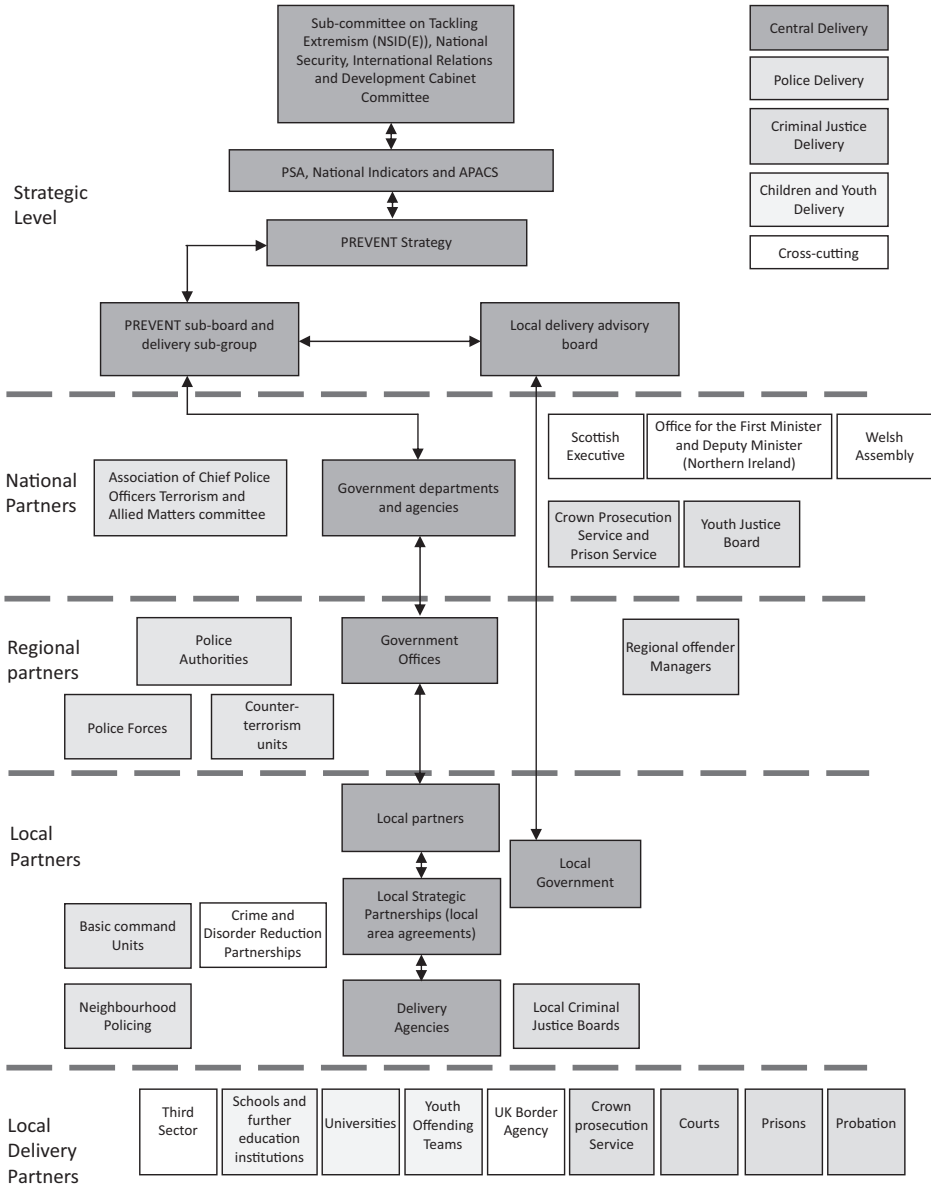 Sub-committee on Tackling
Extremism (NSID(E)), National
Security, International Relations
and Development Cabinet
Committee
PSA, National Indicators and APACS
PREVENT Strategy
PREVENT sub-board and
delivery sub-group
Local delivery advisory
board
Central Delivery
Police Delivery
Criminal Justice
Delivery
Children and Youth
Delivery
Cross-cutting
Strategic
Level
National
Partners
Association of Chief Police
Officers Terrorism and
Allied Matters committee
Government departments
and agencies
Scottish
Executive
Office for the First Minister
and Deputy Minister
(Northern Ireland)
Welsh
Assembly
Crown Prosecution
Service and
Prison Service
Youth Justice
Board
Regional
partners
Police
Authorities
Government
Offices
Regional offender
Managers
Police Forces
Counter-
terrorism
units
Local
Partners
Local partners
Local
Government
Local Strategic
Partnerships (local
area agreements)
Basic command
Units
Crime and
Disorder Reduction
Partnerships
Neighbourhood
Policing
Delivery
Agencies
Local Criminal
Justice Boards
Local
Delivery
Partners
Third
Sector
Schools and
further
education
institutions
Universities
Youth
Offending
Teams
UK Border
Agency
Crown
prosecution
Service
Courts
Prisons
Probation